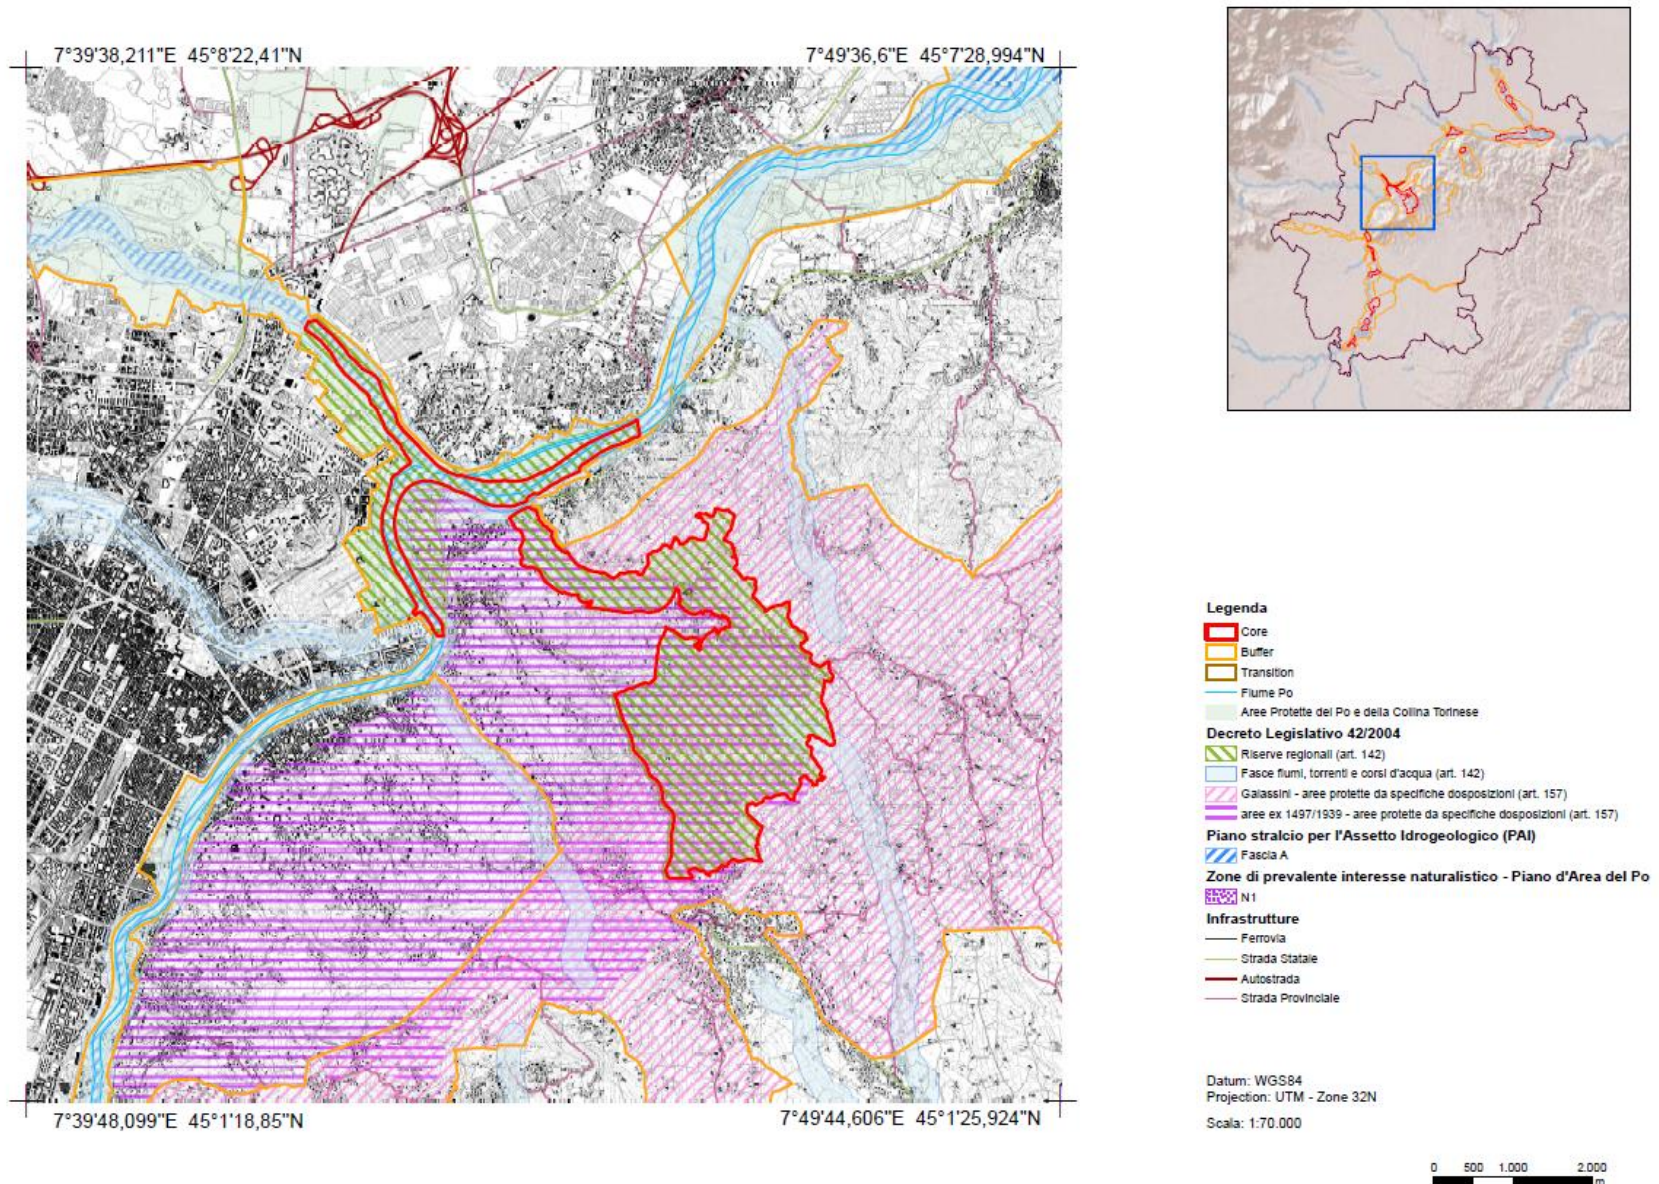 7°39'38,211"E 45°8'22,41"N
7°49'36,6"E 45°7'28,994"N
7°39'48,099"E 45°1'18,85"N
7°49'44,606"E 45°1'25,924"N
Legenda
Core
Buffer
Transition
Fiume Po
Aree Protette del Po e della Collina Torinese
Decreto Legislativo 42/2004
Riserve regionali (art. 142)
Fasce fiumi, torrenti e corsi d'acqua (art. 142)
Galassini - aree protette da specifiche dosposizioni (art. 157)
aree ex 1497/1939 - aree protette da specifiche dosposizioni (art. 157)
Piano stralcio per l'Assetto Idrogeologico (PAI)
Fascia A
Zone di prevalente interesse naturalistico - Piano d'Area del Po
N1
Infrastrutture
Ferrovia
Strada Statale
Autostrada
Strada Provinciale
Datum: WGS84
Projection: UTM - Zone 32N
Scala: 1:70.000
0 500 1.000 2.000
m